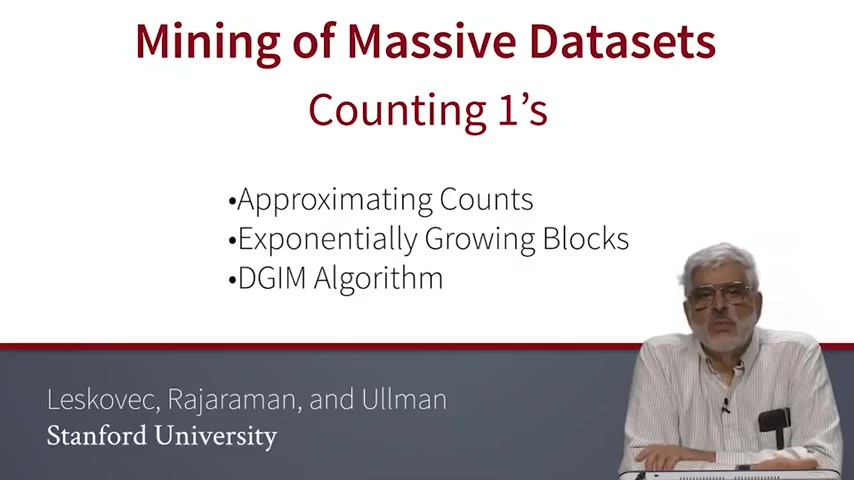 Mining of Massive Datasets
Counting 1’s
•Approximating Counts
•Exponentially Growing Blocks
•DGIM Algorithm
Leskovec, Rajaraman, and Ullman
Stanford University